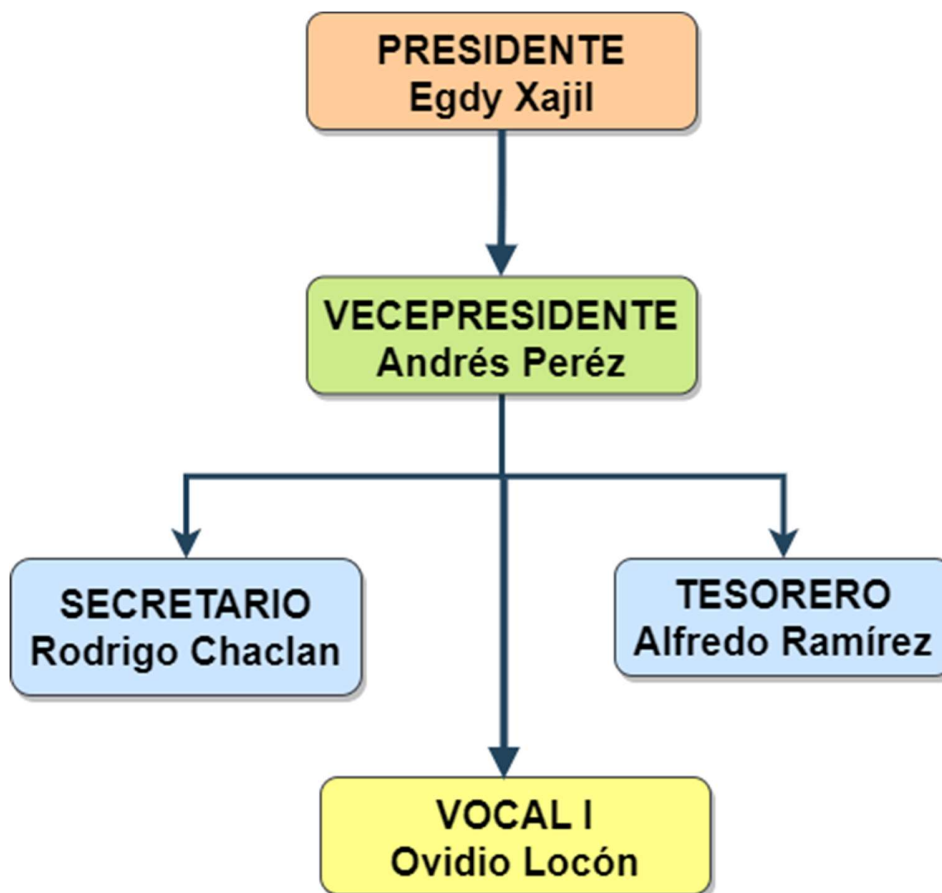 PRESIDENTE
Egdy Xajil
VECEPRESIDENTE
Andrés Peréz
SECRETARIO
Rodrigo Chaclan
TESORERO
Alfredo Ramírez
VOCAL I
Ovidio Locón